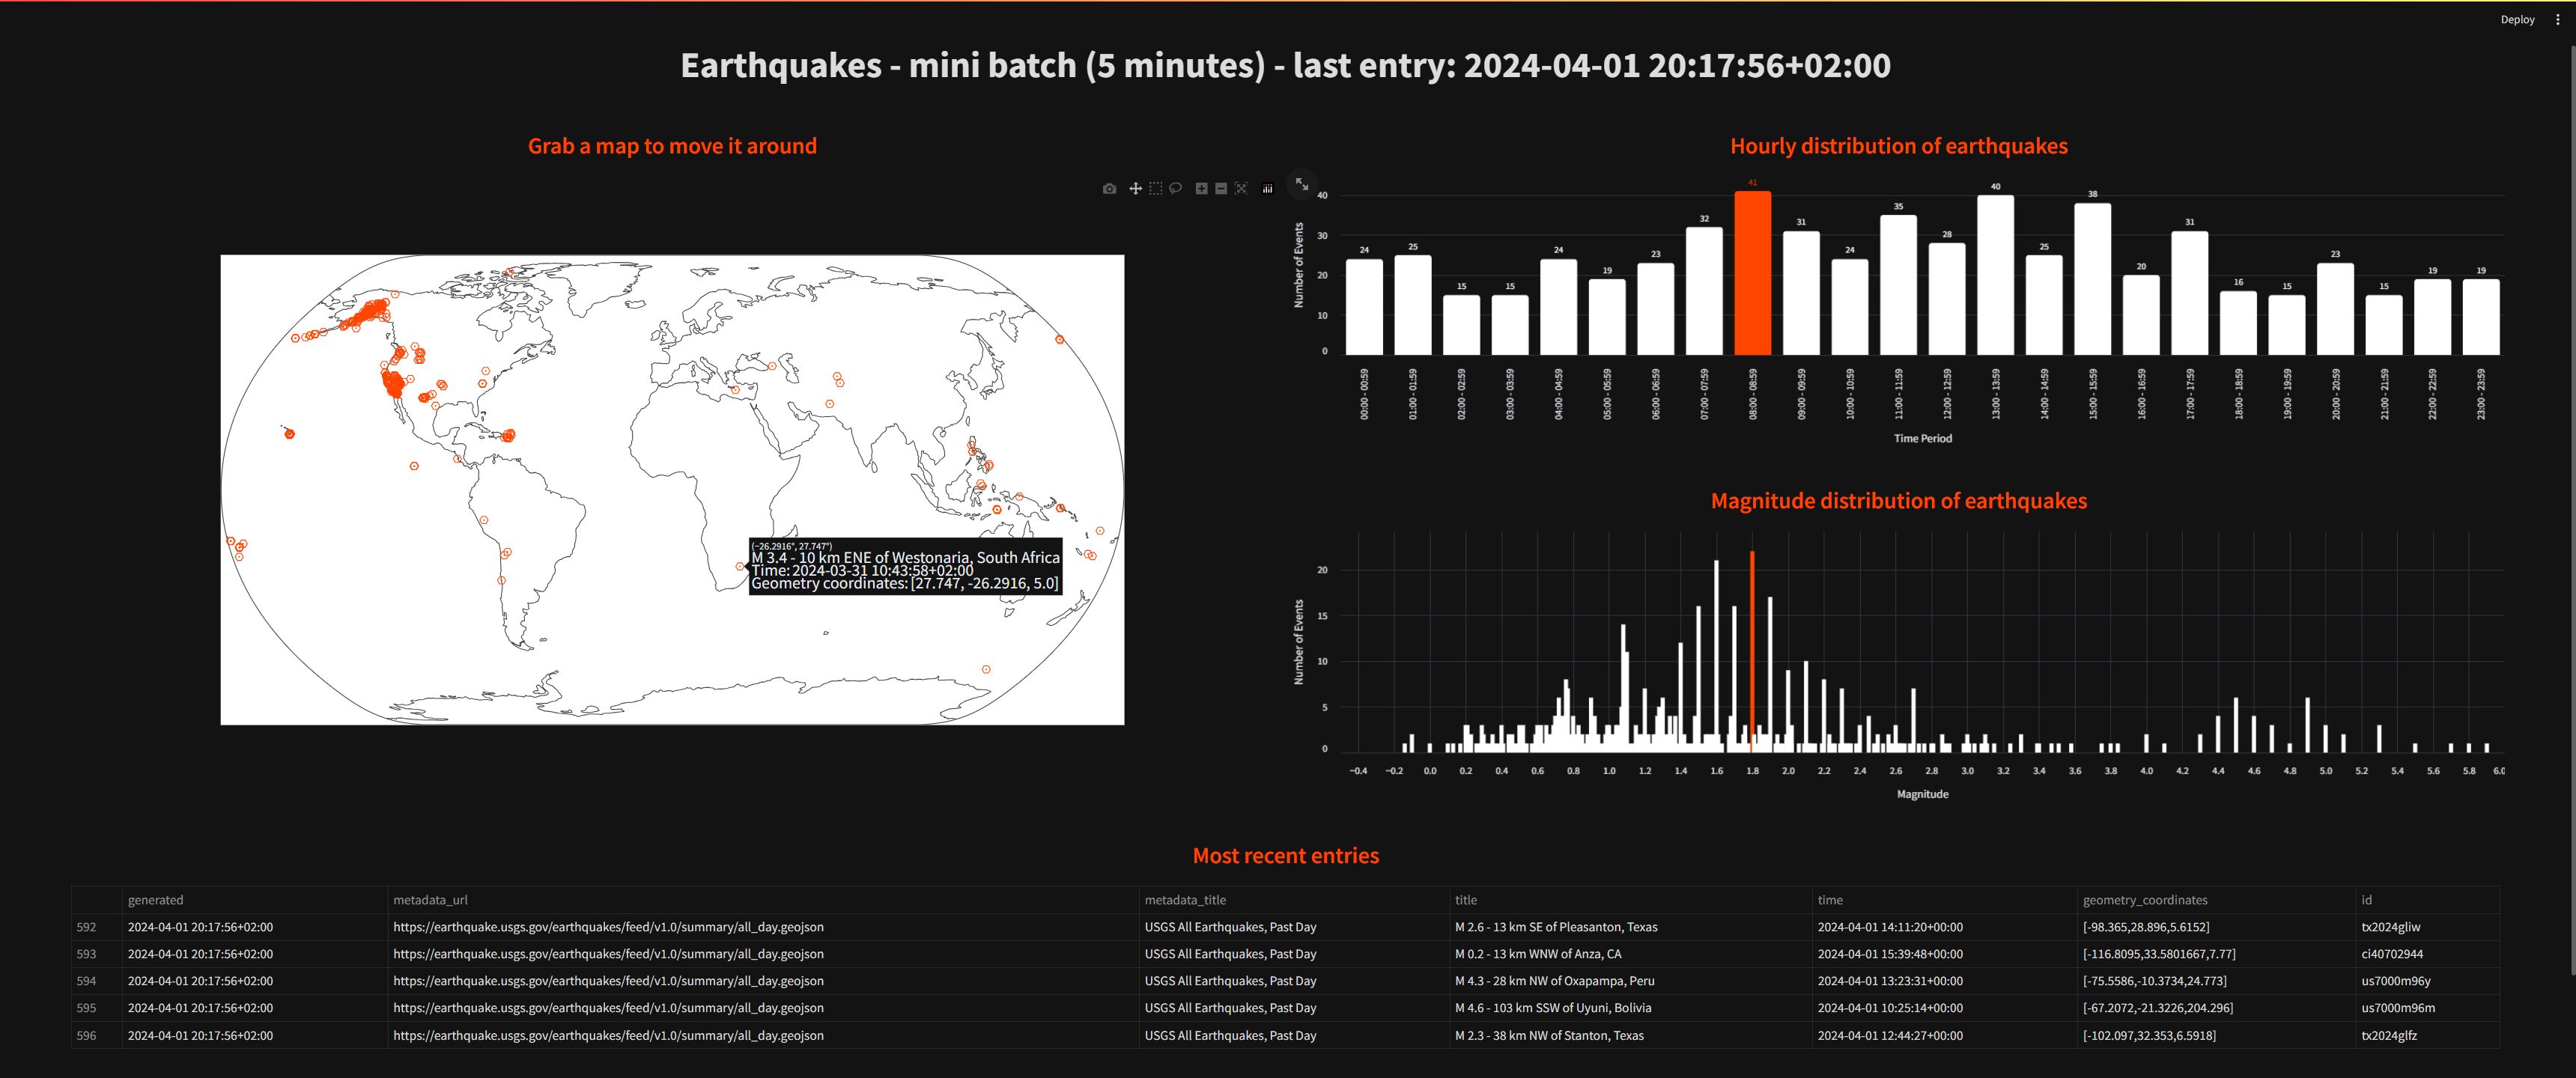 Deploy
Earthquakes - mini batch (5 minutes) - last entry: 2024-04-01 20:17:56+02:00
Grab a map to move it around
(−26.2916°, 27.747°)
M 3.4 - 10 km ENE of Westonaria, South Africa
Time: 2024-03-31 10:43:58+02:00
Geometry coordinates: [27.747, -26.2916, 5.0]
Hourly distribution of earthquakes
Number of Events
40
30
20
10
0
24 25 15 15 24 19 23 32 41 31 24 35 28 40 25 38 20 31 16 15 23 15 19 19
00:00 - 00:59
01:00 - 01:59
02:00 - 02:59
03:00 - 03:59
04:00 - 04:59
05:00 - 05:59
06:00 - 06:59
07:00 - 07:59
08:00 - 08:59
09:00 - 09:59
10:00 - 10:59
11:00 - 11:59
12:00 - 12:59
13:00 - 13:59
14:00 - 14:59
15:00 - 15:59
16:00 - 16:59
17:00 - 17:59
18:00 - 18:59
19:00 - 19:59
20:00 - 20:59
21:00 - 21:59
22:00 - 22:59
23:00 - 23:59
Time Period
Magnitude distribution of earthquakes
Number of Events
20
15
10
5
0
−0.4 −0.2 0.0 0.2 0.4 0.6 0.8 1.0 1.2 1.4 1.6 1.8 2.0 2.2 2.4 2.6 2.8 3.0 3.2 3.4 3.6 3.8 4.0 4.2 4.4 4.6 4.8 5.0 5.2 5.4 5.6 5.8 6.0
Magnitude
Most recent entries
generated metadata_url metadata_title title time geometry_coordinates id
592 2024-04-01 20:17:56+02:00 https://earthquake.usgs.gov/earthquakes/feed/v1.0/summary/all_day.geojson USGS All Earthquakes, Past Day M 2.6 - 13 km SE of Pleasanton, Texas 2024-04-01 14:11:20+00:00 [-98.365,28.896,5.6152] tx2024gliw
593 2024-04-01 20:17:56+02:00 https://earthquake.usgs.gov/earthquakes/feed/v1.0/summary/all_day.geojson USGS All Earthquakes, Past Day M 0.2 - 13 km WNW of Anza, CA 2024-04-01 15:39:48+00:00 [-116.8095,33.5801667,7.77] ci40702944
594 2024-04-01 20:17:56+02:00 https://earthquake.usgs.gov/earthquakes/feed/v1.0/summary/all_day.geojson USGS All Earthquakes, Past Day M 4.3 - 28 km NW of Oxapampa, Peru 2024-04-01 13:23:31+00:00 [-75.5586,-10.3734,24.773] us7000m96y
595 2024-04-01 20:17:56+02:00 https://earthquake.usgs.gov/earthquakes/feed/v1.0/summary/all_day.geojson USGS All Earthquakes, Past Day M 4.6 - 103 km SSW of Uyuni, Bolivia 2024-04-01 10:25:14+00:00 [-67.2072,-21.3226,204.296] us7000m96m
596 2024-04-01 20:17:56+02:00 https://earthquake.usgs.gov/earthquakes/feed/v1.0/summary/all_day.geojson USGS All Earthquakes, Past Day M 2.3 - 38 km NW of Stanton, Texas 2024-04-01 12:44:27+00:00 [-102.097,32.353,6.5918] tx2024glfz